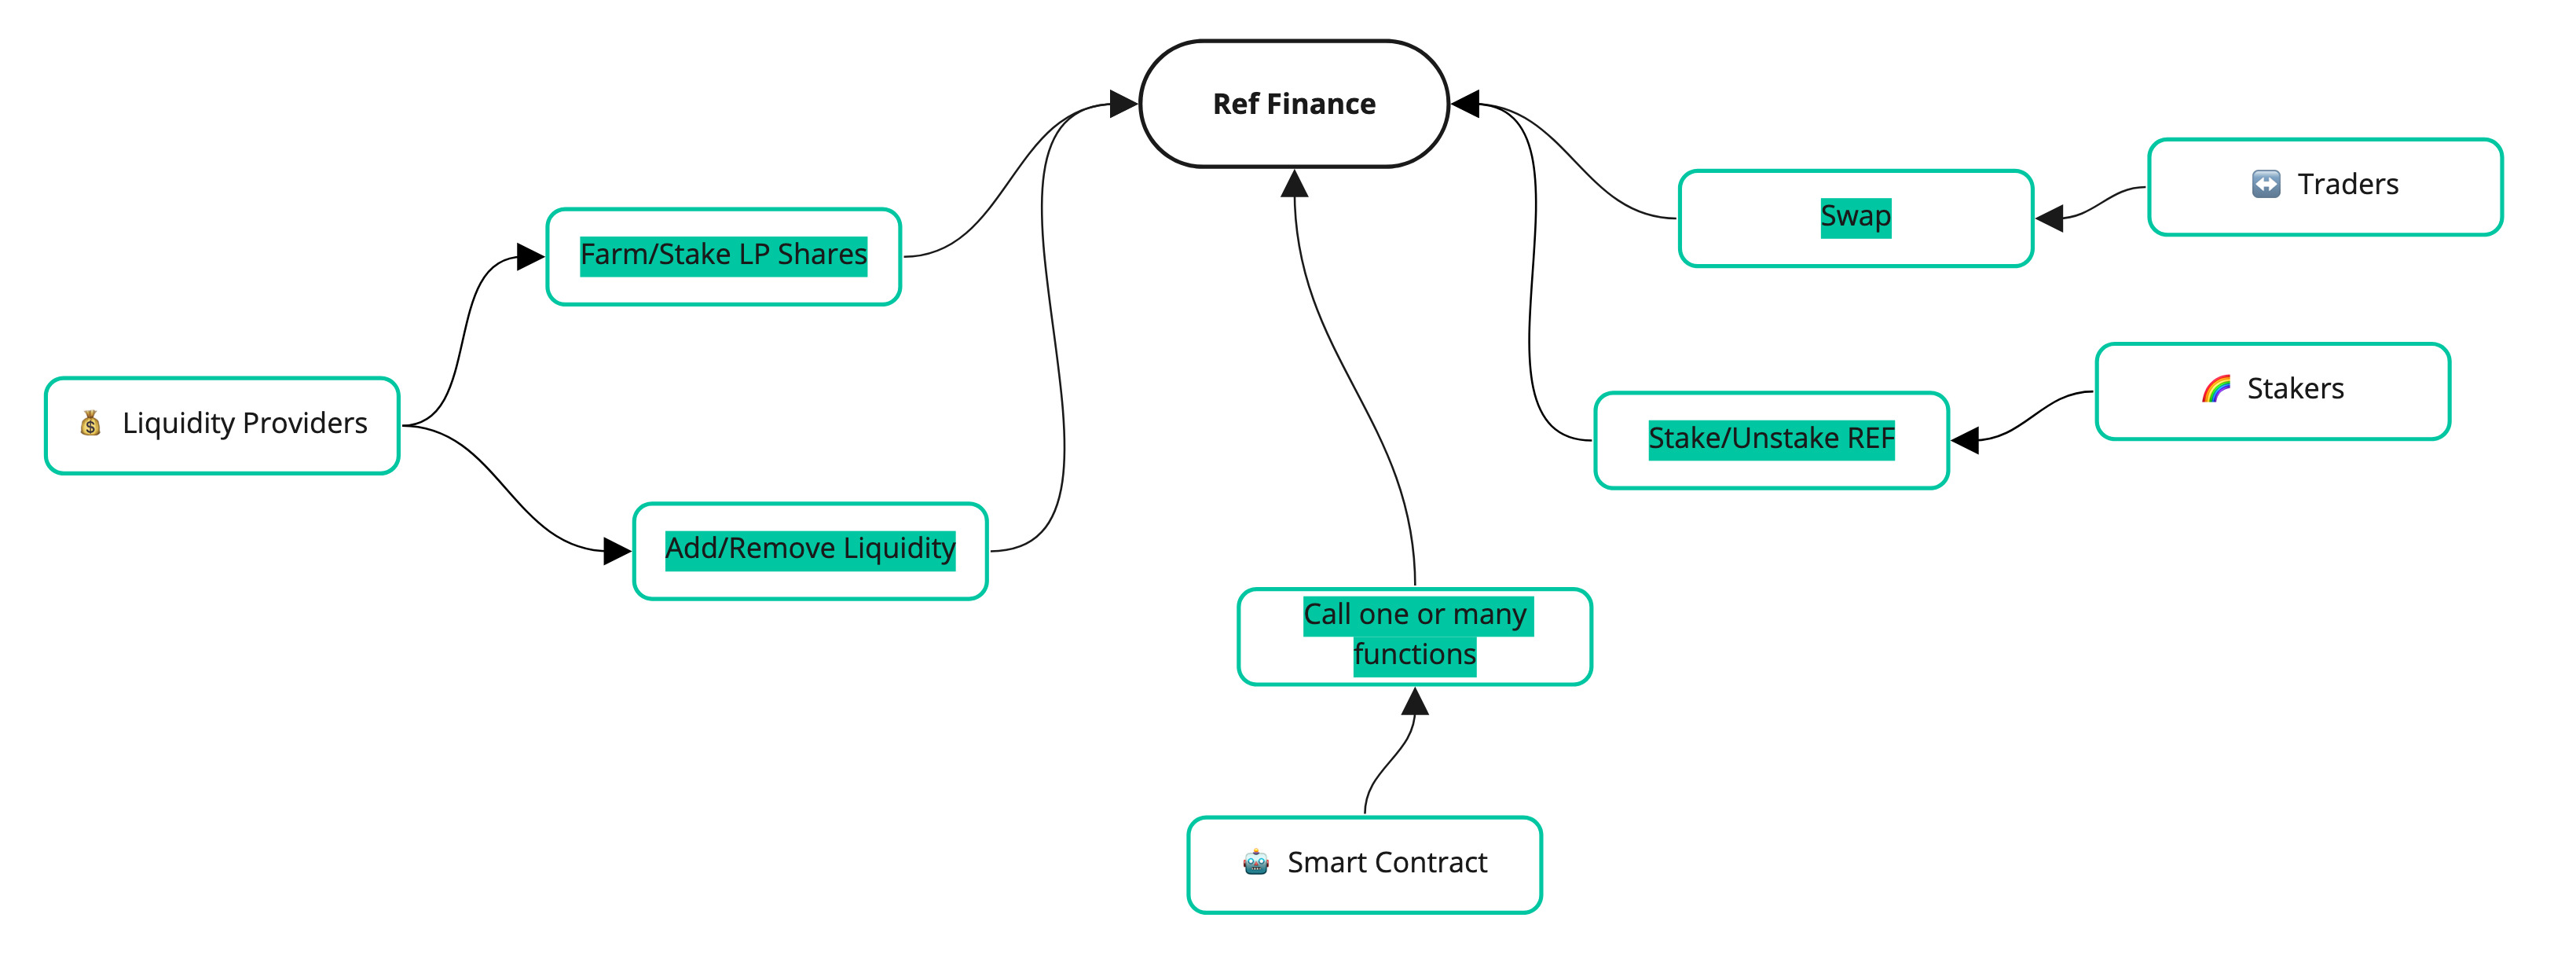 Ref Finance
Traders
Swap
Farm/Stake LP Shares
Stakers
Liquidity Providers
Stake/Unstake REF
Add/Remove Liquidity
Call one or many
functions
Smart Contract